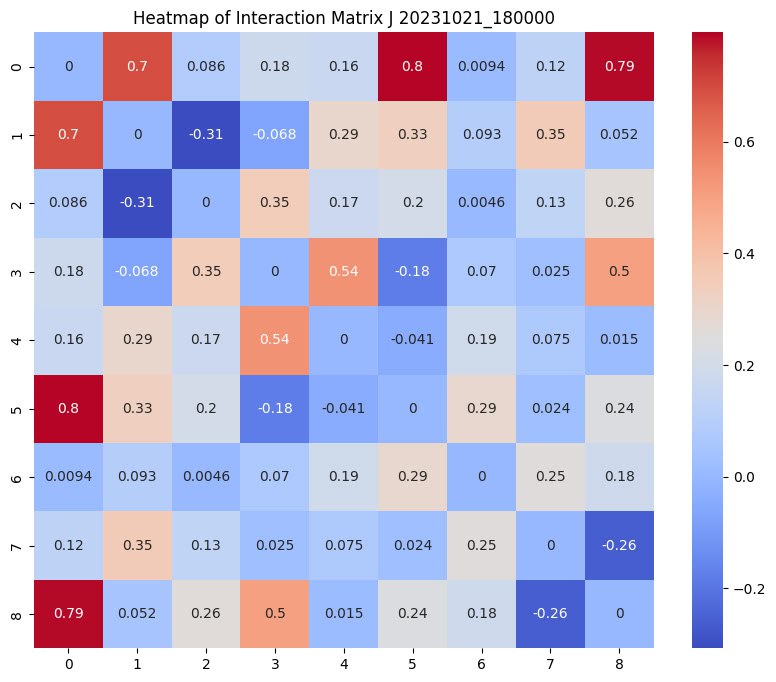 Heatmap of Interaction Matrix J 20231021_180000
0 0 0.7 0.086 0.18 0.16 0.8 0.0094 0.12 0.79
1 0.7 0 -0.31 -0.068 0.29 0.33 0.093 0.35 0.052
2 0.086 -0.31 0 0.35 0.17 0.2 0.0046 0.13 0.26
3 0.18 -0.068 0.35 0 0.54 -0.18 0.07 0.025 0.5
4 0.16 0.29 0.17 0.54 0 -0.041 0.19 0.075 0.015
5 0.8 0.33 0.2 -0.18 -0.041 0 0.29 0.024 0.24
6 0.0094 0.093 0.0046 0.07 0.19 0.29 0 0.25 0.18
7 0.12 0.35 0.13 0.025 0.075 0.024 0.25 0 -0.26
8 0.79 0.052 0.26 0.5 0.015 0.24 0.18 -0.26 0
0 1 2 3 4 5 6 7 8
0.6
0.4
0.2
0.0
−0.2